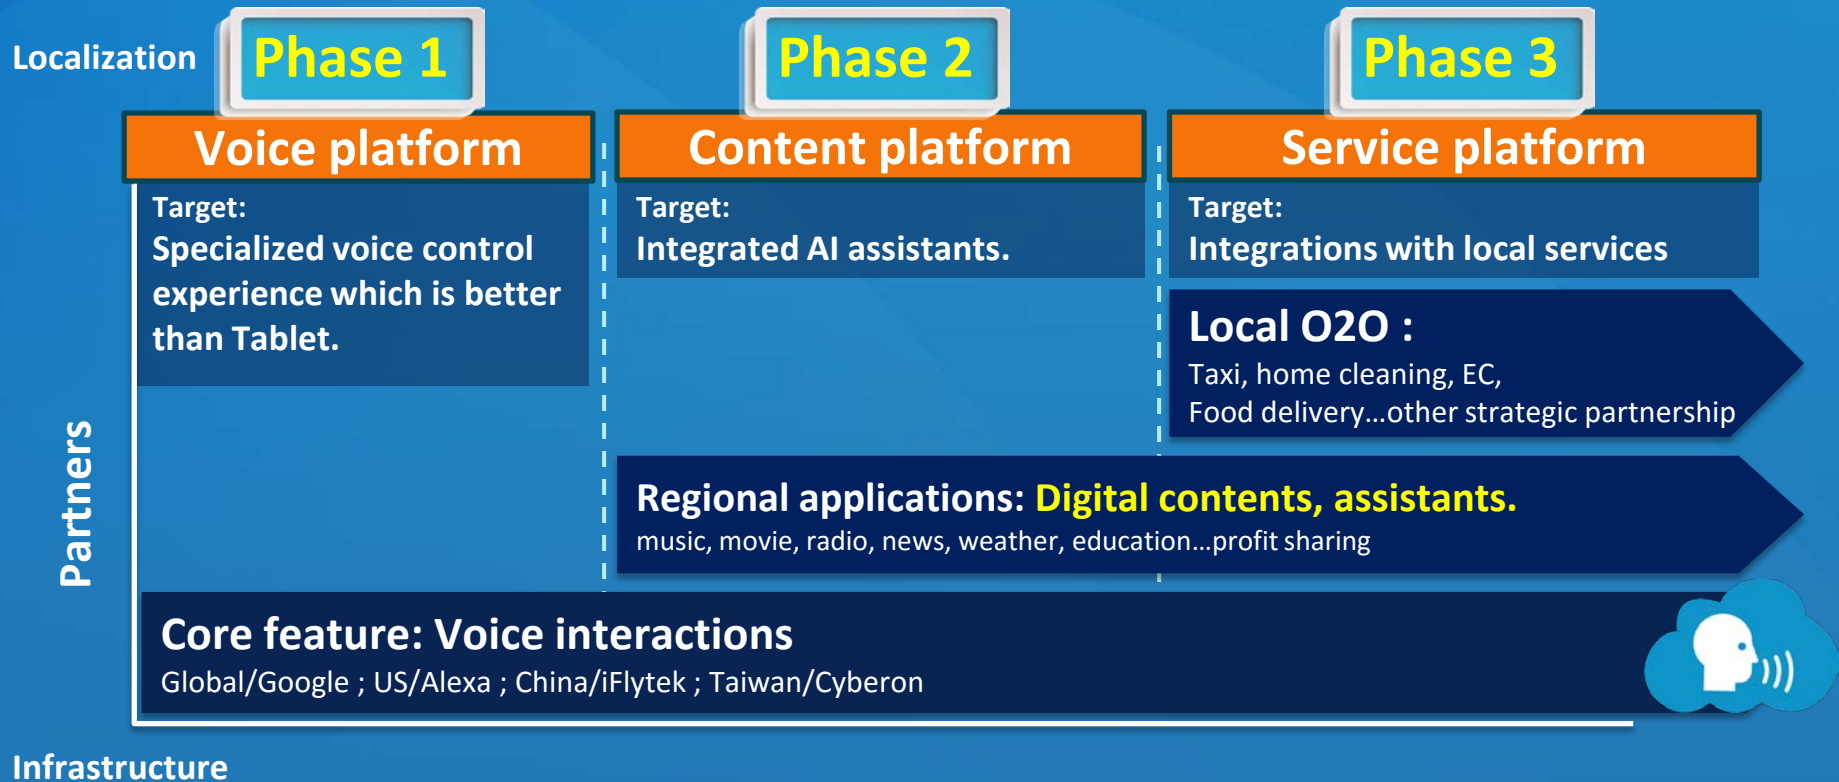 Localization
Phase 1
Phase 2
Phase 3
Voice platform
Content platform
Service platform
Target:
Specialized voice control
experience which is better
than Tablet.
Target:
Integrated AI assistants.
Target:
Integrations with local services
Local O2O :
Taxi, home cleaning, EC,
Food delivery...other strategic partnership
Partners
Regional applications: Digital contents, assistants.
music, movie, radio, news, weather, education...profit sharing
Core feature: Voice interactions
Global/Google ; US/Alexa ; China/iFlytek ; Taiwan/Cyberon
Infrastructure